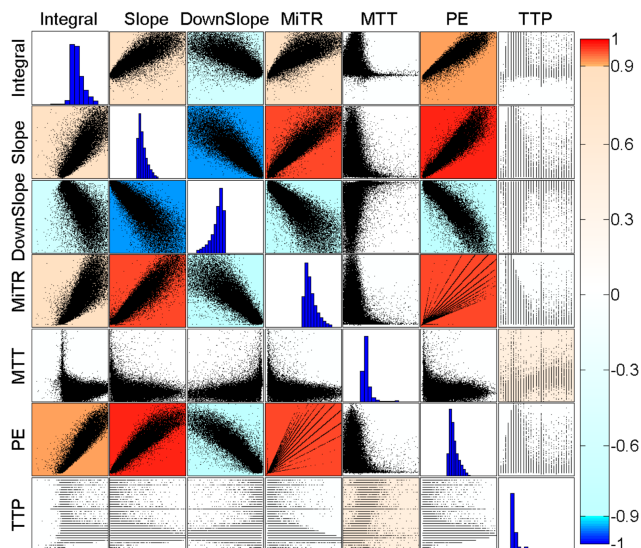 Integral Slope DownSlope MiTR MTT PE TTP
Integral
Slope
DownSlope
MiTR
MTT
PE
TTP
1
0.9
0.6
0.3
0
-0.3
-0.6
-0.9
-1